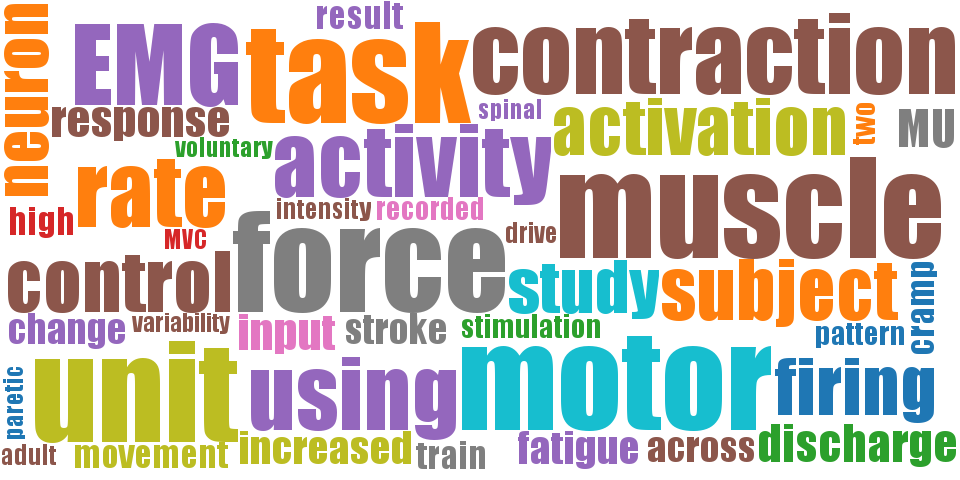 neuron
result
EMG
task
contraction
spinal
response
activation
two
MU
voluntary
activity
rate
muscle
high
intensity
recorded
MVC
force
drive
control
study
subject
cramp
change
variability
input
stroke
stimulation
pattern
unit
using
motor
firing
paretic
adult
movement
increased
train
fatigue
across
discharge